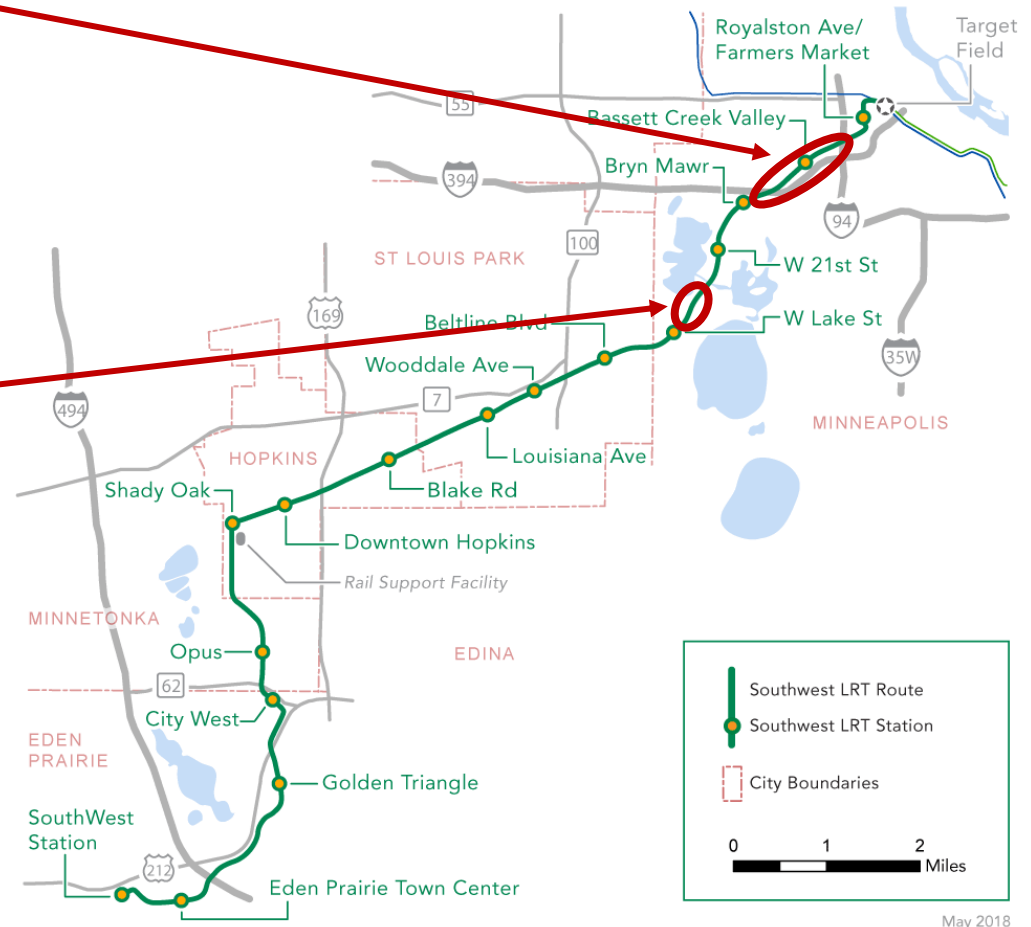 Royalston Ave/
Farmers Market
Target
Field
55
Bassett Creek Valley
Bryn Mawr
394
94
100
ST LOUIS PARK
W 21st St
169
Beltline Blvd
W Lake St
Wooddale Ave
35W
7
494
MINNEAPOLIS
HOPKINS
Louisiana Ave
Shady Oak
Blake Rd
Downtown Hopkins
Rail Support Facility
MINNETONKA
Opus
EDINA
62
City West
EDEN
PRAIRIE
Golden Triangle
SouthWest
Station
212
Eden Prairie Town Center
Southwest LRT Route
Southwest LRT Station
City Boundaries
0 1 2
Miles
May 2018